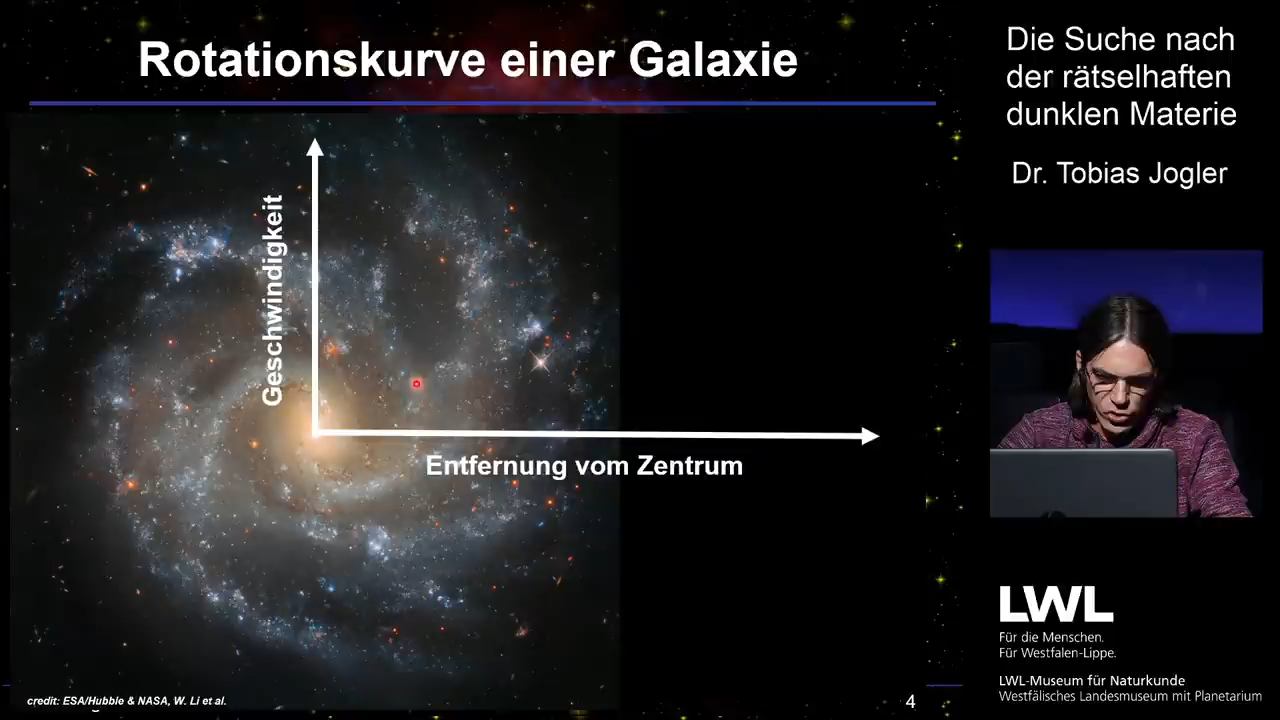 Rotationskurve einer Galaxie
Geschwindigkeit
Entfernung vom Zentrum
credit: ESA/Hubble & NASA, W. Li et al.
4
Die Suche nach
der rätselhaften
dunklen Materie
Dr. Tobias Jogler
LWL
Für die Menschen.
Für Westfalen-Lippe.
LWL-Museum für Naturkunde
Westfälisches Landesmuseum mit Planetarium